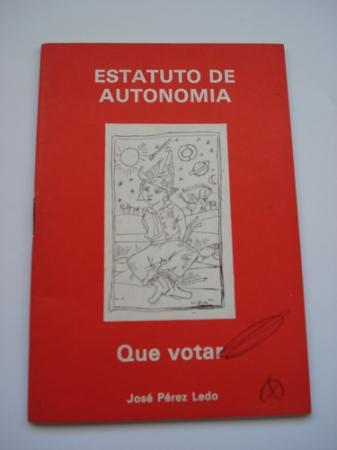 ESTATUTO DE
AUTONOMIA
Que votar
José Pérez Ledo